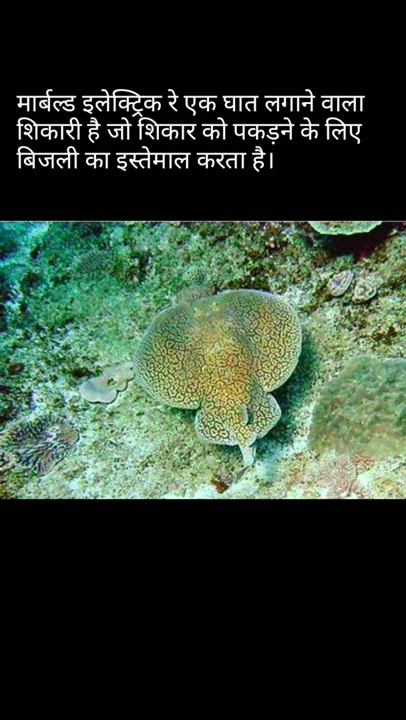 मार्बल्ड इलेक्ट्रिक रे एक घात लगाने वाला
शिकारी है जो शिकार को पकड़ने के लिए
बिजली का इस्तेमाल करता है।